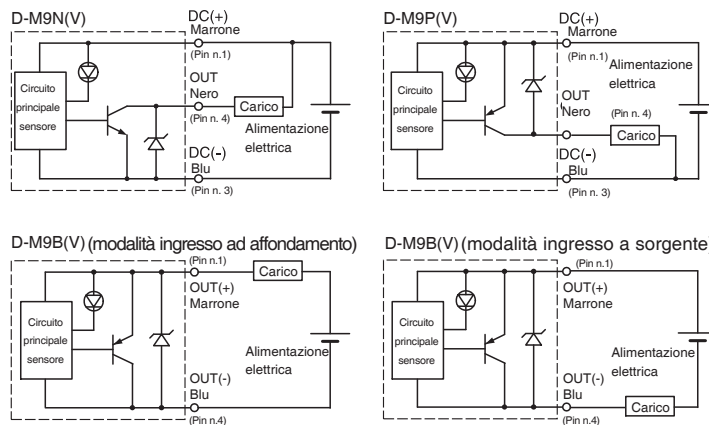 D-M9N(V)
DC(+)
Marrone
(Pin n.1)
OUT
Nero
(Pin n. 4)
Carico
Circuito
principale
sensore
Alimentazione
elettrica
DC(-)
Blu
(Pin n. 3)
D-M9P(V)
DC(+)
Marrone
(Pin n.1)
Alimentazione
elettrica
OUT
Nero
(Pin n. 4)
Carico
Circuito
principale
sensore
DC(-)
Blu
(Pin n. 3)
D-M9B(V) (modalità ingresso ad affondamento)
(Pin n.1)
Carico
OUT(+)
Marrone
Circuito
principale
sensore
Alimentazione
elettrica
OUT(-)
Blu
(Pin n.4)
D-M9B(V) (modalità ingresso a sorgente)
(Pin n.1)
OUT(+)
Marrone
Circuito
principale
sensore
Alimentazione
elettrica
OUT(-)
Blu
(Pin n.4)
Carico